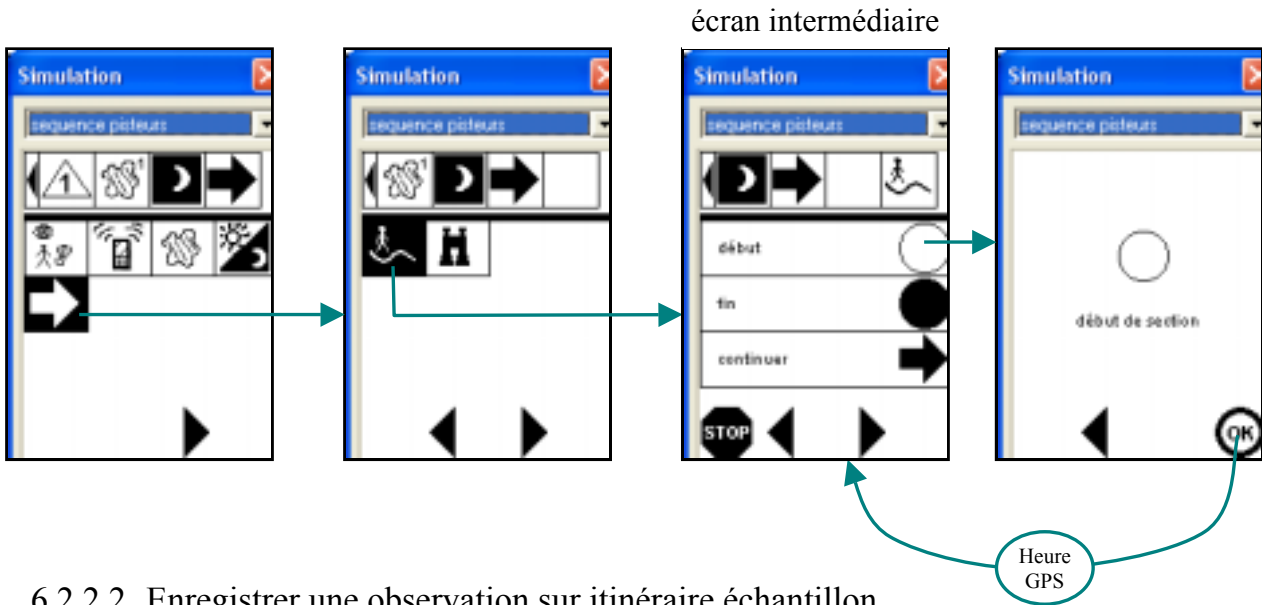 écran intermédiaire
Simulation
sequence pisteurs
1
1
Simulation
sequence pisteurs
1
Simulation
sequence pisteurs
début
fin
continuer
STOP
Simulation
sequence pisteurs
début de section
OK
Heure
GPS
6.2.2.2 Enregistrer une observation sur itinéraire échantillon